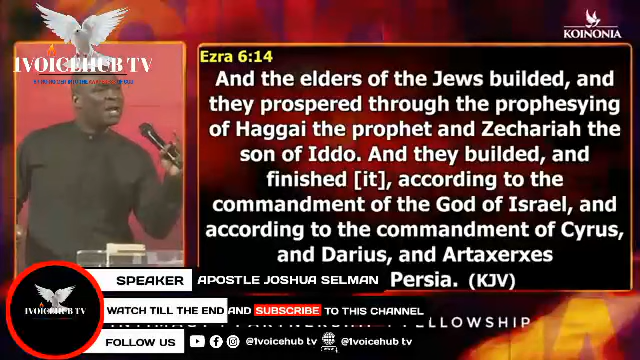 KOINONIA
1VOICEHUB TV
Ezra 6:14
And the elders of the Jews builded, and
they prospered through the prophesying
of Haggai the prophet and Zechariah the
son of Iddo. And they builded, and
finished [it], according to the
commandment of the God of Israel, and
according to the commandment of Cyrus,
and Darius, and Artaxerxes
Persia. (KJV)
SPEAKER APOSTLE JOSHUA SELMAN
1VOICEHUB TV
WATCH TILL THE END AND SUBSCRIBE TO THIS CHANNEL
FOLLOW US @1voicehub tv @1voicehub tv